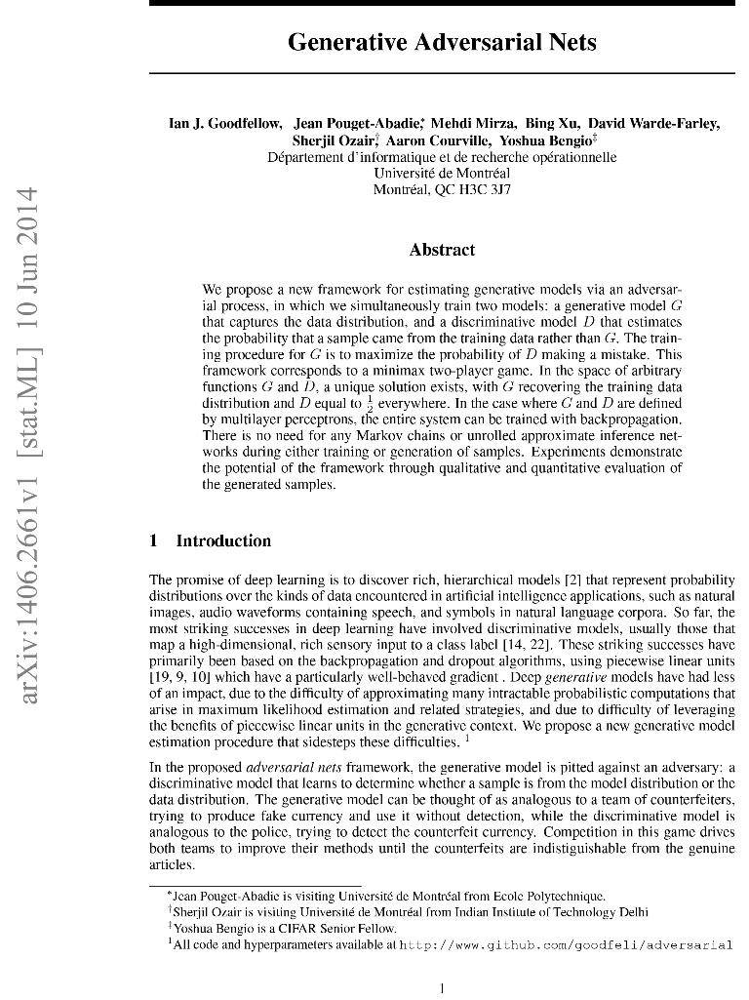 Generative Adversarial Nets
Ian J. Goodfellow, Jean Pouget-Abadie,* Mehdi Mirza, Bing Xu, David Warde-Farley,
Sherjil Ozair,† Aaron Courville, Yoshua Bengio‡
Département d'informatique et de recherche opérationnelle
Université de Montréal
Montréal, QC H3C 3J7
arXiv:1406.2661v1 [stat.ML] 10 Jun 2014
Abstract
We propose a new framework for estimating generative models via an adversar-
ial process, in which we simultaneously train two models: a generative model G
that captures the data distribution, and a discriminative model D that estimates
the probability that a sample came from the training data rather than G. The train-
ing procedure for G is to maximize the probability of D making a mistake. This
framework corresponds to a minimax two-player game. In the space of arbitrary
functions G and D, a unique solution exists, with G recovering the training data
distribution and D equal to 1/2 everywhere. In the case where G and D are defined
by multilayer perceptrons, the entire system can be trained with backpropagation.
There is no need for any Markov chains or unrolled approximate inference net-
works during either training or generation of samples. Experiments demonstrate
the potential of the framework through qualitative and quantitative evaluation of
the generated samples.
1 Introduction
The promise of deep learning is to discover rich, hierarchical models [2] that represent probability
distributions over the kinds of data encountered in artificial intelligence applications, such as natural
images, audio waveforms containing speech, and symbols in natural language corpora. So far, the
most striking successes in deep learning have involved discriminative models, usually those that
map a high-dimensional, rich sensory input to a class label [14, 22]. These striking successes have
primarily been based on the backpropagation and dropout algorithms, using piecewise linear units
[19, 9, 10] which have a particularly well-behaved gradient . Deep generative models have had less
of an impact, due to the difficulty of approximating many intractable probabilistic computations that
arise in maximum likelihood estimation and related strategies, and due to difficulty of leveraging
the benefits of piecewise linear units in the generative context. We propose a new generative model
estimation procedure that sidesteps these difficulties. 1
In the proposed adversarial nets framework, the generative model is pitted against an adversary: a
discriminative model that learns to determine whether a sample is from the model distribution or the
data distribution. The generative model can be thought of as analogous to a team of counterfeiters,
trying to produce fake currency and use it without detection, while the discriminative model is
analogous to the police, trying to detect the counterfeit currency. Competition in this game drives
both teams to improve their methods until the counterfeits are indistiguishable from the genuine
articles.
*Jean Pouget-Abadie is visiting Université de Montréal from Ecole Polytechnique.
†Sherjil Ozair is visiting Université de Montréal from Indian Institute of Technology Delhi
‡Yoshua Bengio is a CIFAR Senior Fellow.
1All code and hyperparameters available at http://www.github.com/goodfeli/adversarial
1